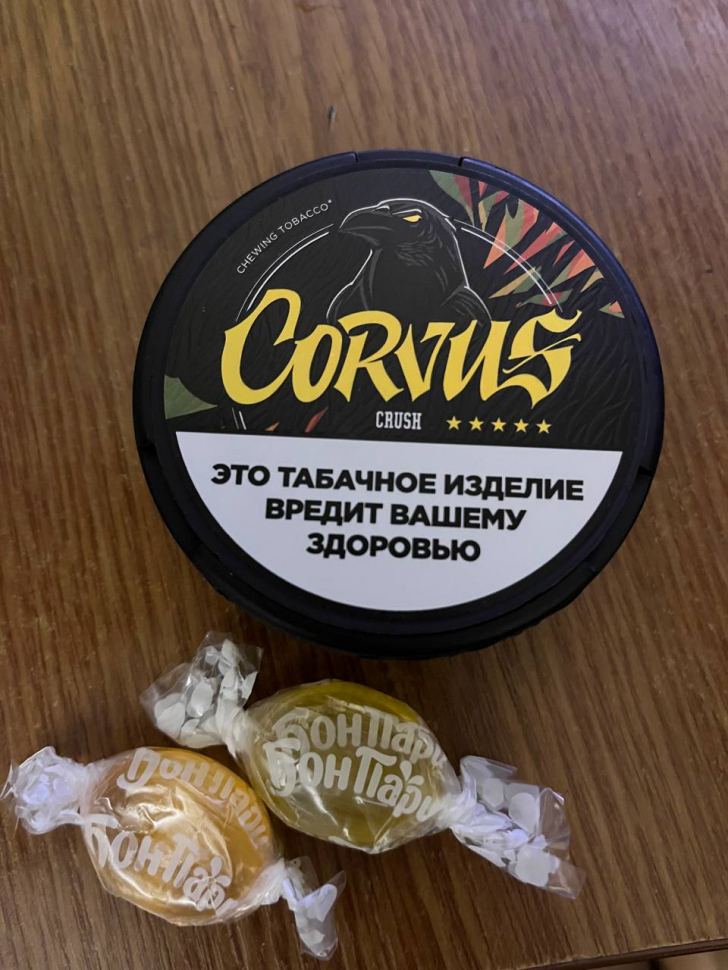 CHEWING TOBACCO*
CORVUS
CRUSH
ЭТО ТАБАЧНОЕ ИЗДЕЛИЕ
ВРЕДИТ ВАШЕМУ
ЗДОРОВЬЮ
БонПари
БонПари
БонПари
БонПари